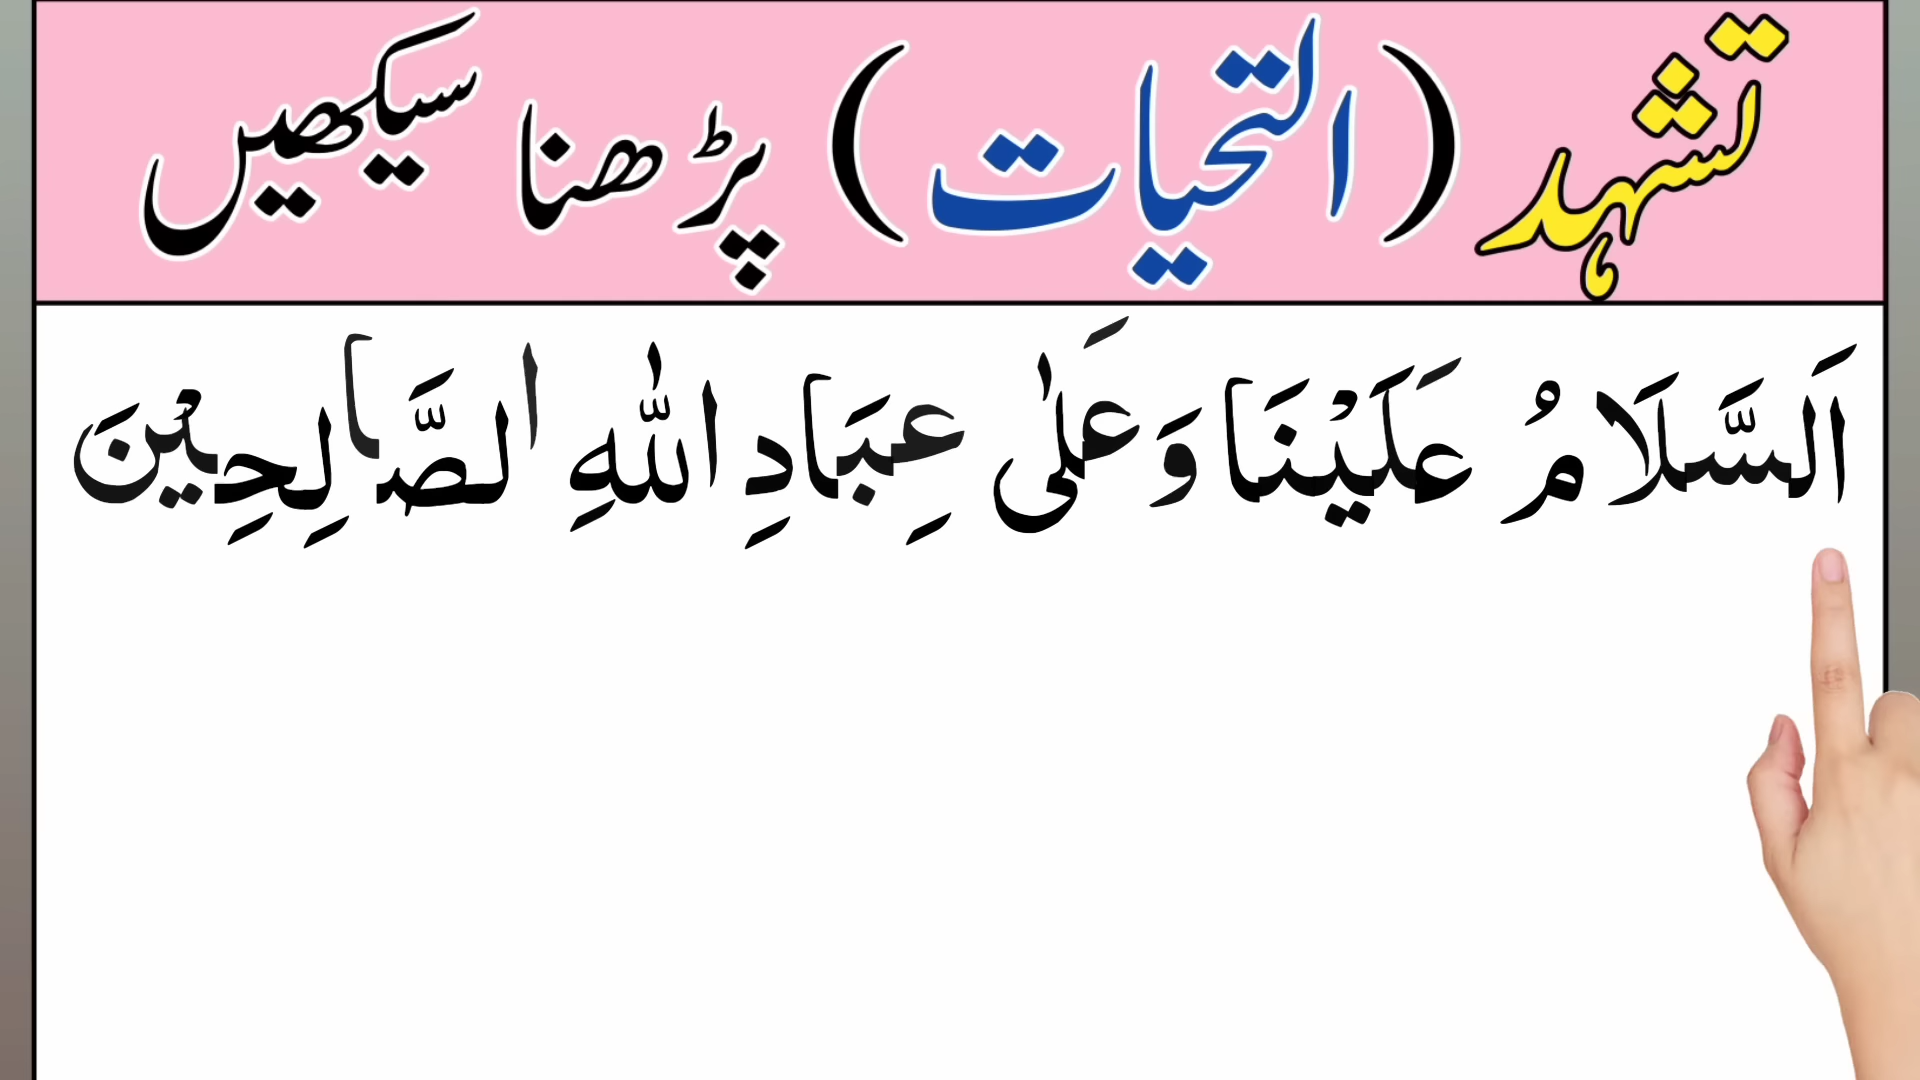 تشہد (التحیات) پڑھنا سیکھیں
اَلسَّلَامُ عَلَيْنَا وَعَلٰى عِبَادِ اللّٰهِ الصَّالِحِيْنَ